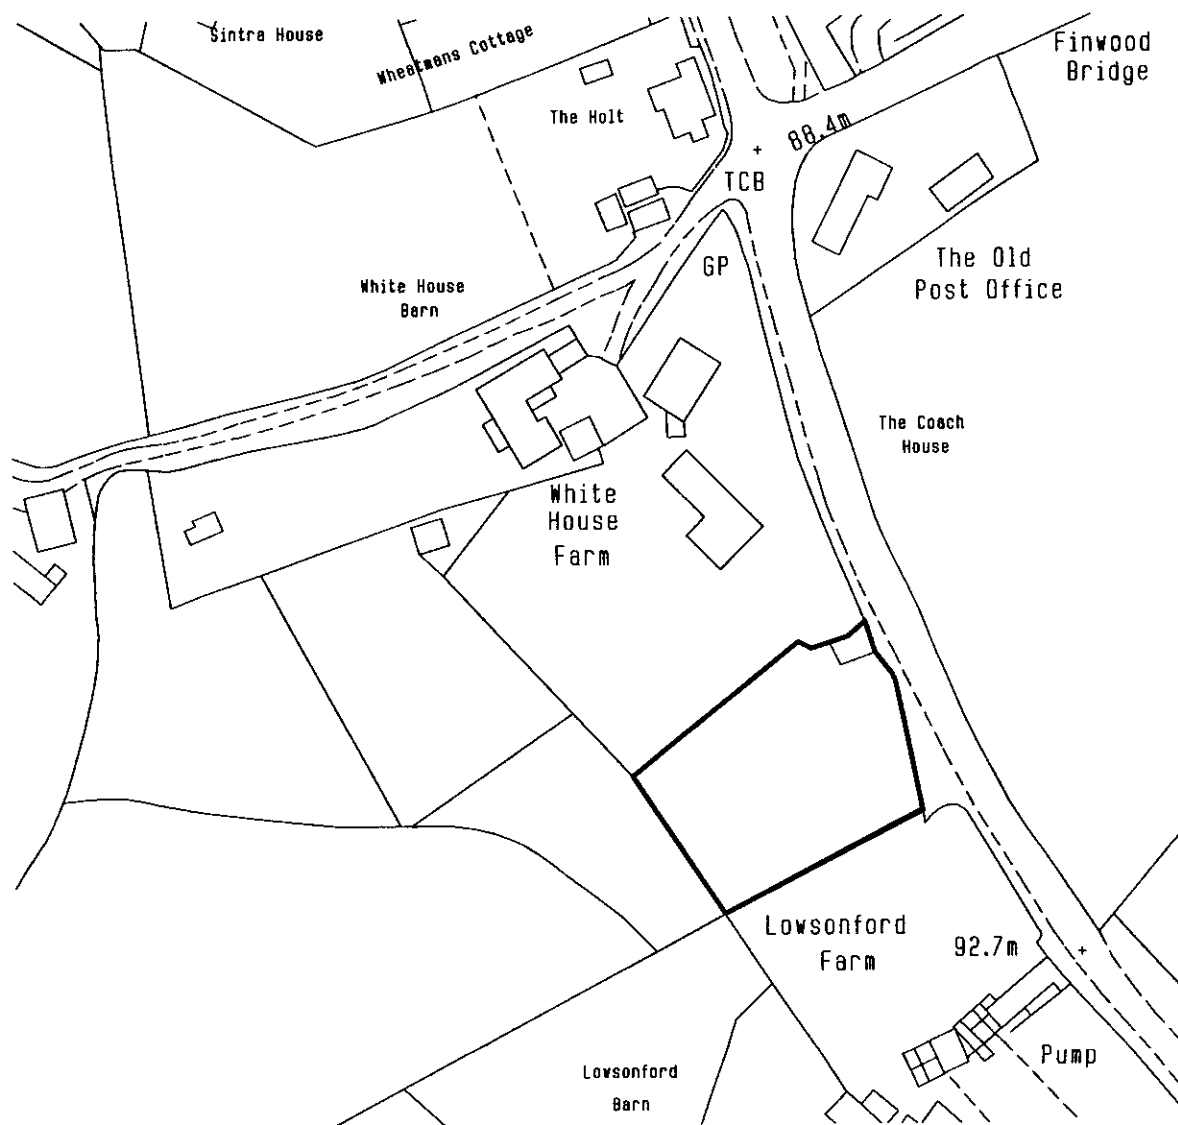 Sintra House
Wheatmans Cottage
Finwood
Bridge
The Holt
88.4m
TCB
GP
The Old
Post Office
White House
Barn
The Coach
House
White
House
Farm
Lowsonford
Farm
92.7m
Pump
Lowsonford
Barn